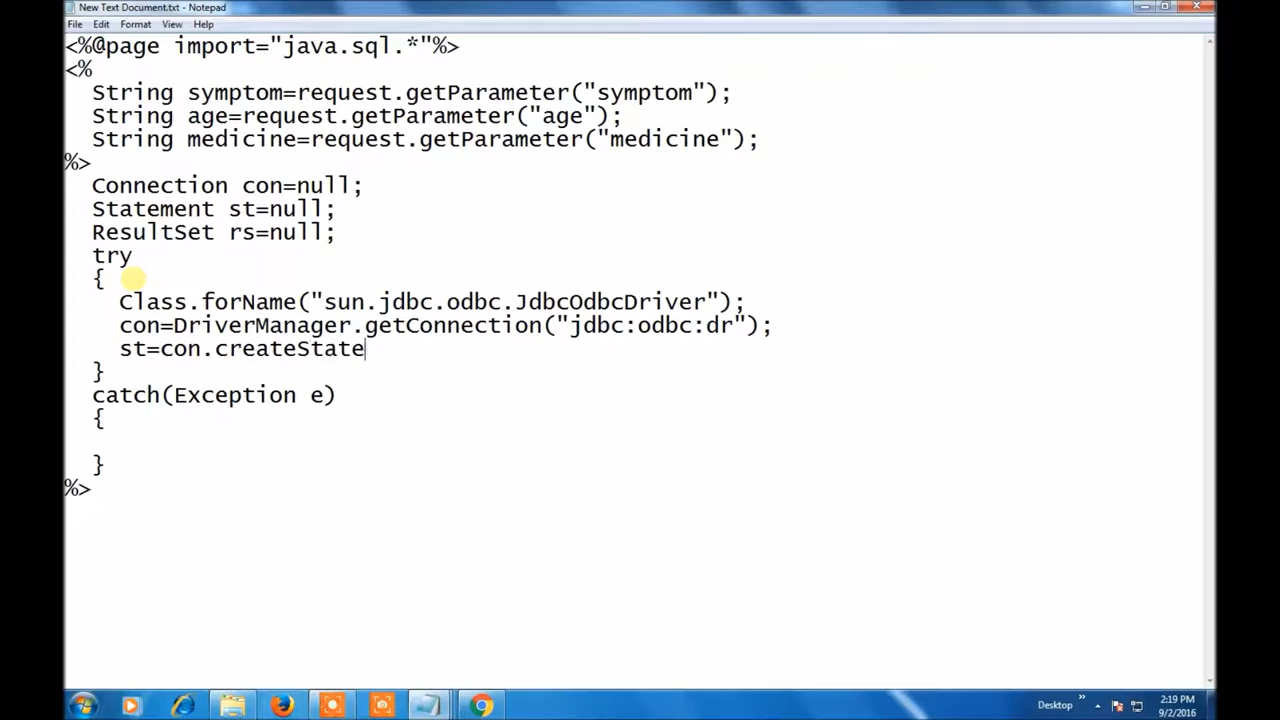 New Text Document.txt - Notepad
File Edit Format View Help
<%@page import="java.sql.*"%>
<%
String symptom=request.getParameter("symptom");
String age=request.getParameter("age");
String medicine=request.getParameter("medicine");
%>
Connection con=null;
Statement st=null;
ResultSet rs=null;
try
{
Class.forName("sun.jdbc.odbc.JdbcOdbcDriver");
con=DriverManager.getConnection("jdbc:odbc:dr");
st=con.createState
}
catch(Exception e)
{
}
%>
Desktop
2:19 PM
9/2/2016